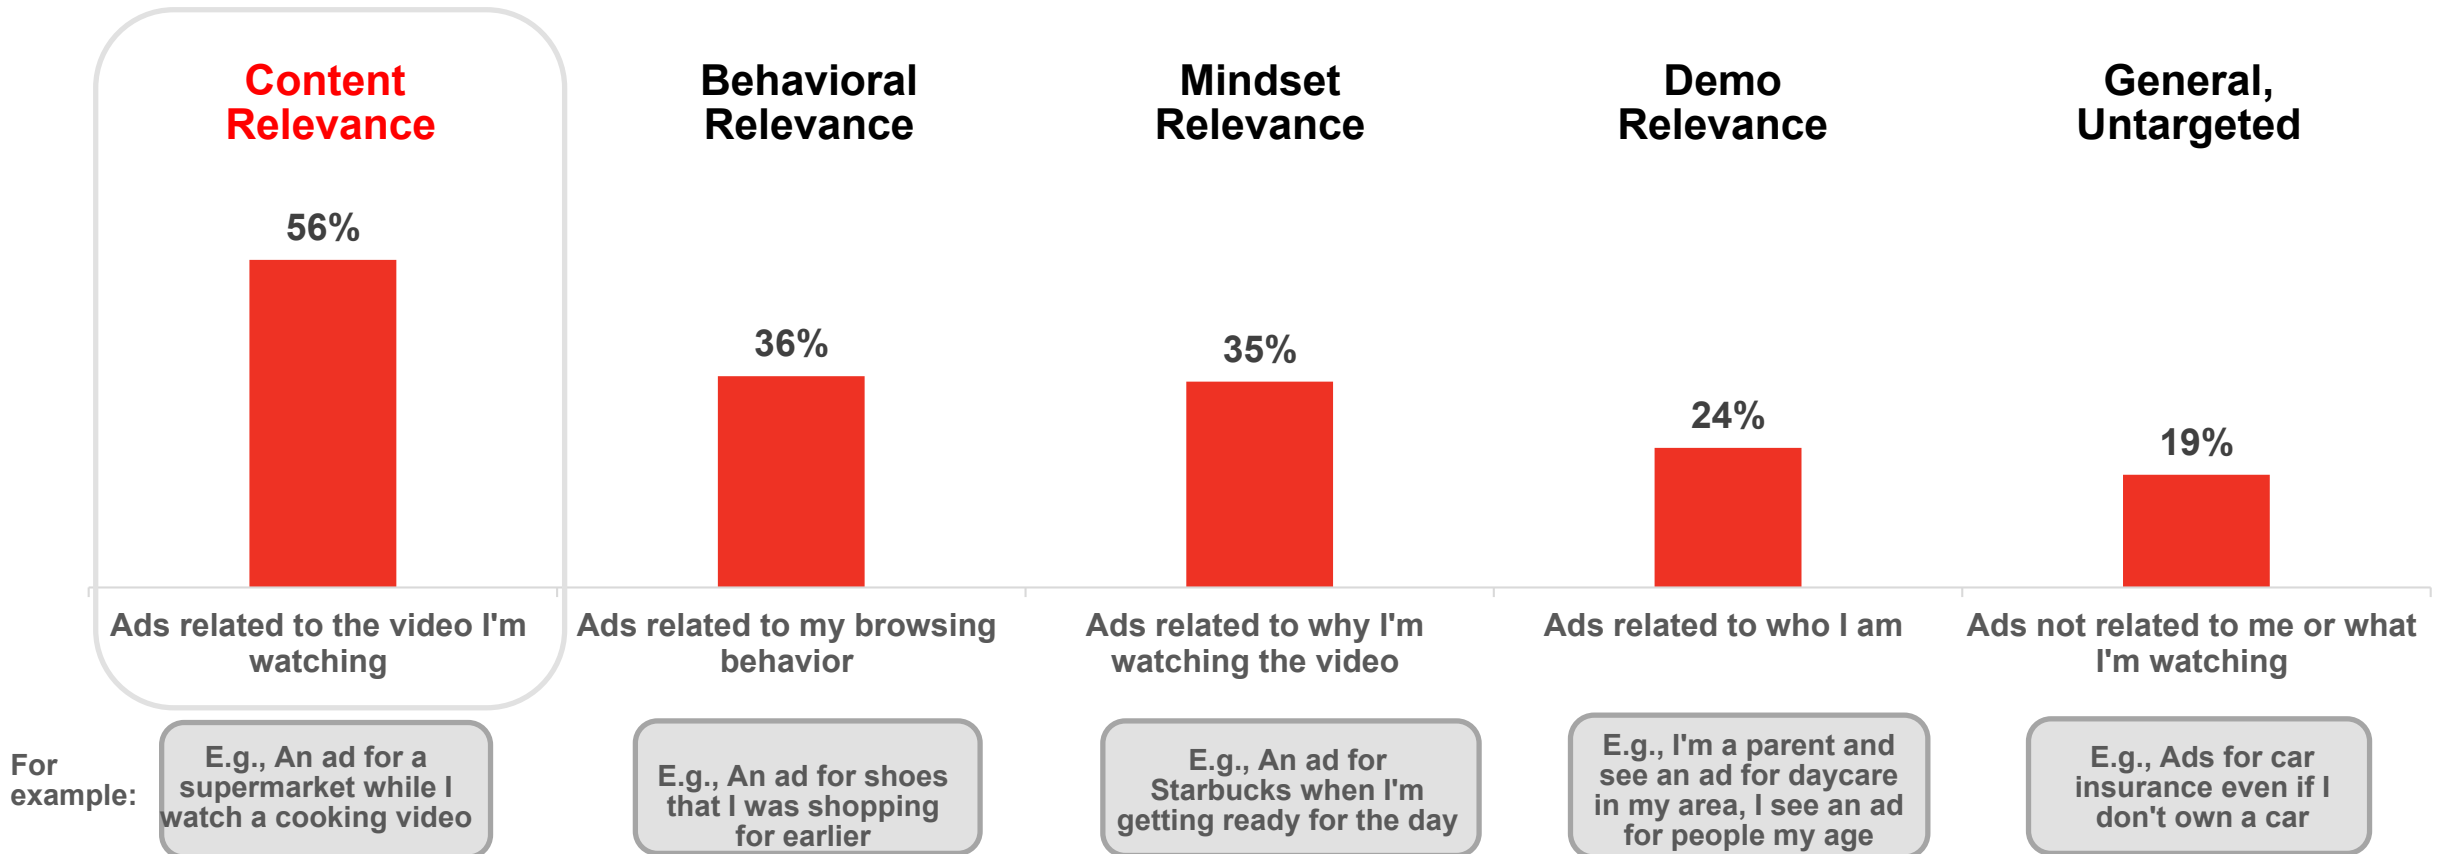 Content
Relevance
Behavioral
Relevance
Mindset
Relevance
Demo
Relevance
General,
Untargeted
56%
36%
35%
24%
19%
Ads related to the video I'm
watching
Ads related to my browsing
behavior
Ads related to why I'm
watching the video
Ads related to who I am
Ads not related to me or what
I'm watching
For
example:
E.g., An ad for a
supermarket while I
watch a cooking video
E.g., An ad for shoes
that I was shopping
for earlier
E.g., An ad for
Starbucks when I'm
getting ready for the day
E.g., I'm a parent and
see an ad for daycare
in my area, I see an ad
for people my age
E.g., Ads for car
insurance even if I
don't own a car